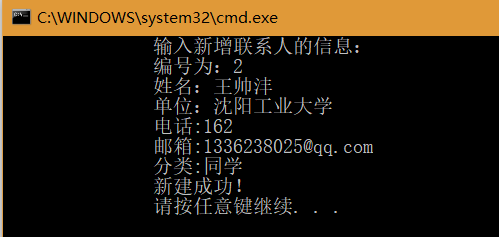 C:\WINDOWS\system32\cmd.exe
输入新增联系人的信息：
编号为：2
姓名：王帅沣
单位：沈阳工业大学
电话:162
邮箱:1336238025@qq.com
分类:同学
新建成功！
请按任意键继续. . .